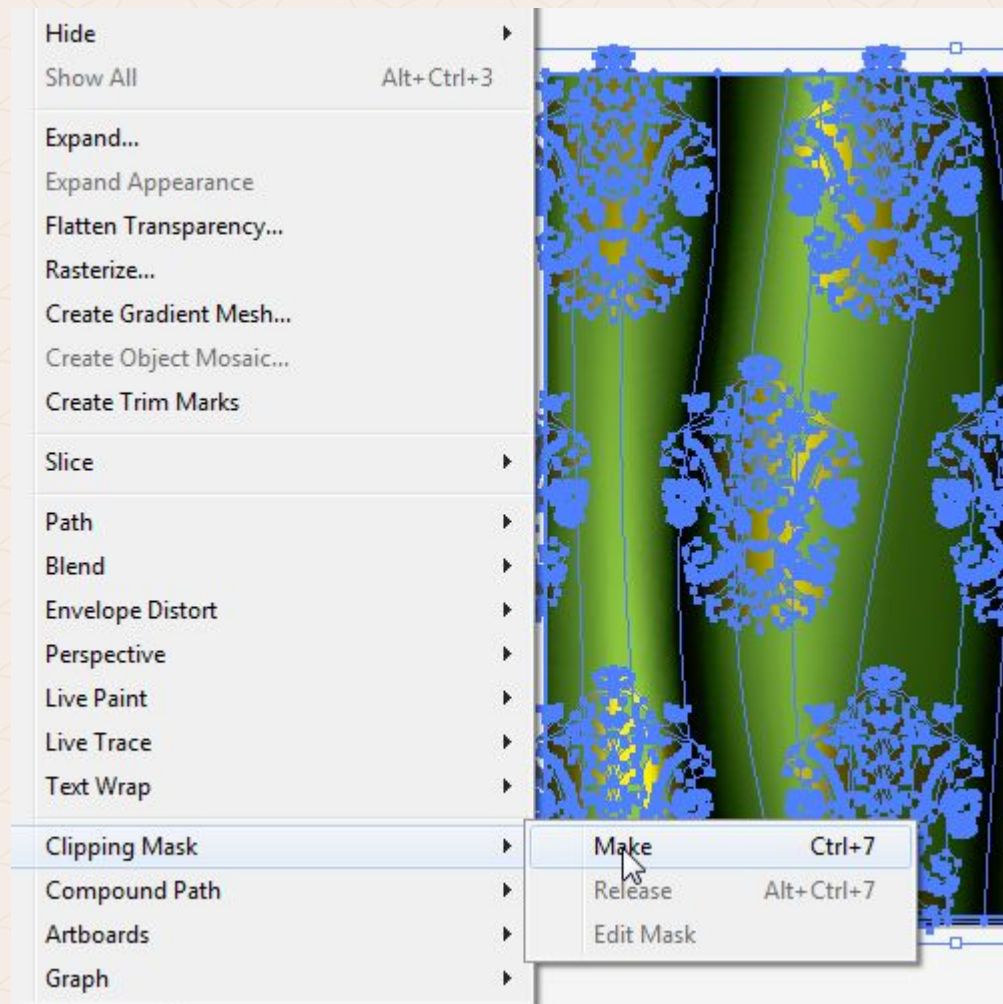 Hide
Show All Alt+Ctrl+3
Expand...
Expand Appearance
Flatten Transparency...
Rasterize...
Create Gradient Mesh...
Create Object Mosaic...
Create Trim Marks
Slice
Path
Blend
Envelope Distort
Perspective
Live Paint
Live Trace
Text Wrap
Clipping Mask
Make Ctrl+7
Compound Path
Release Alt+Ctrl+7
Artboards
Edit Mask
Graph